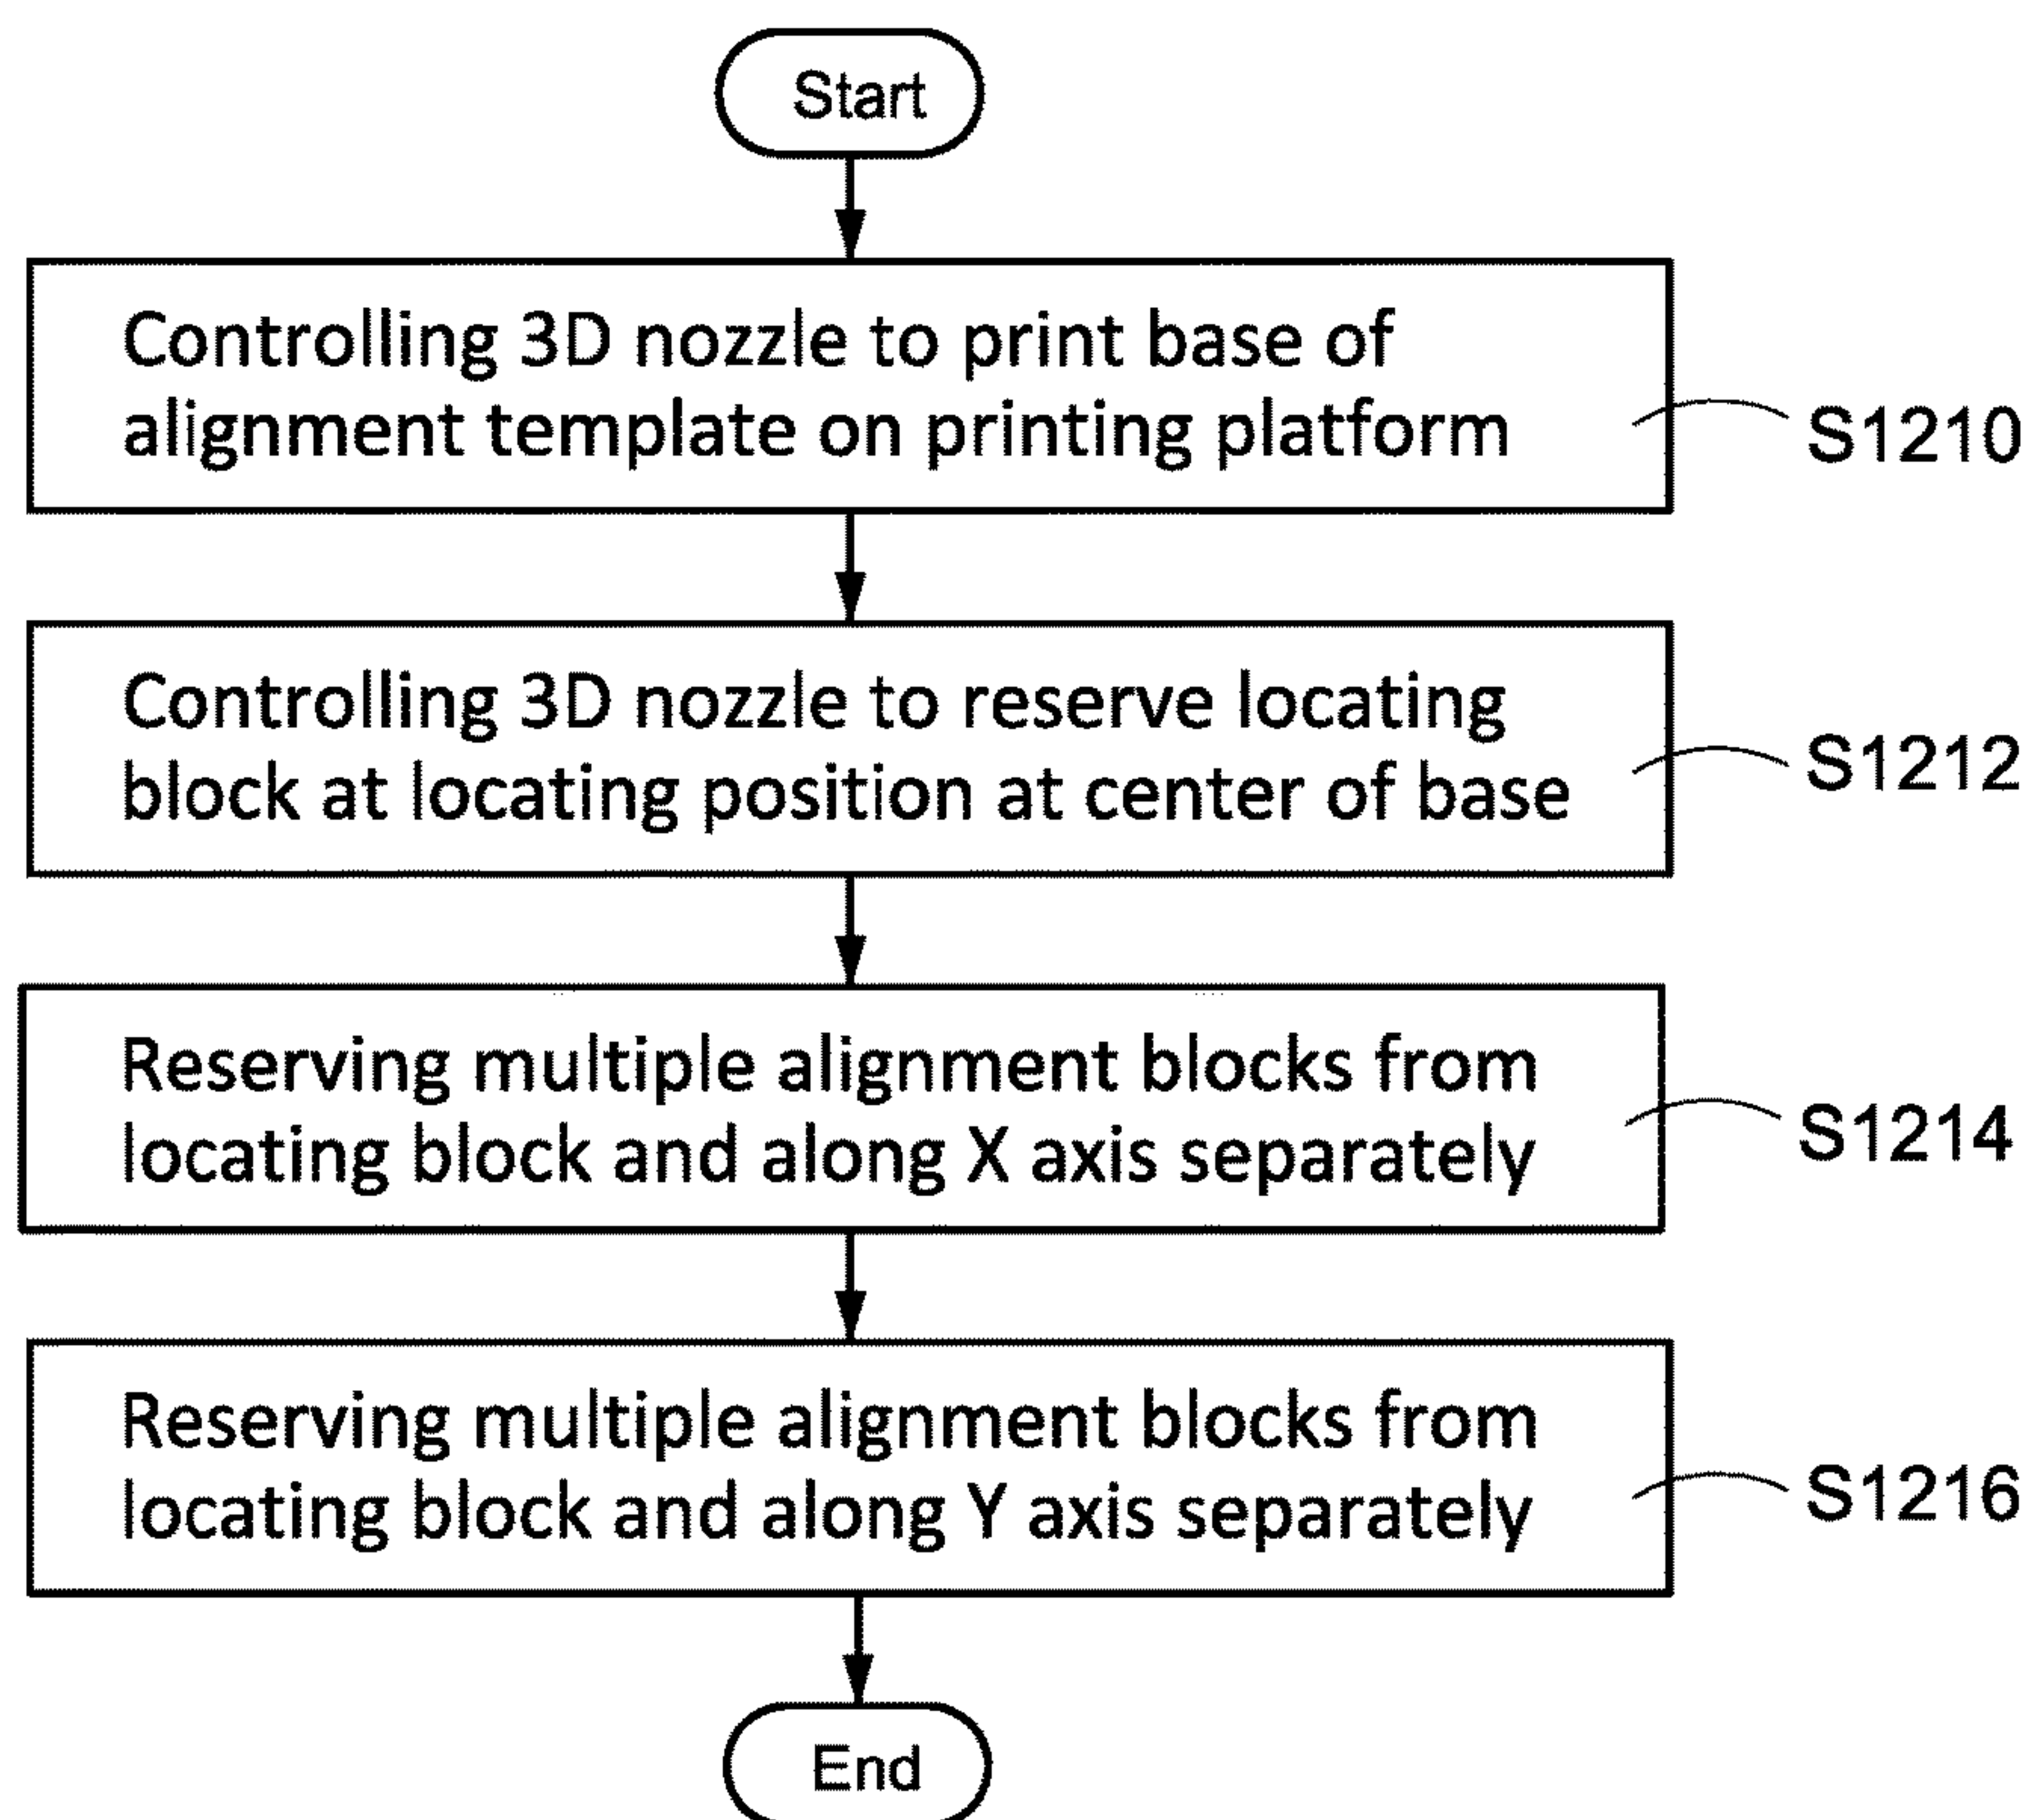 Start
Controlling 3D nozzle to print base of
alignment template on printing platform
S1210
Controlling 3D nozzle to reserve locating
block at locating position at center of base
S1212
Reserving multiple alignment blocks from
locating block and along X axis separately
S1214
Reserving multiple alignment blocks from
locating block and along Y axis separately
S1216
End